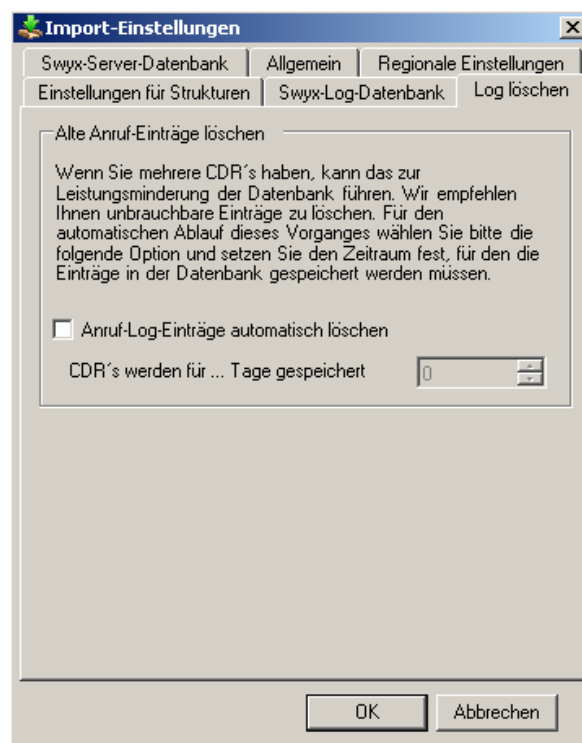 Import-Einstellungen
Swyx-Server-Datenbank Allgemein Regionale Einstellungen
Einstellungen für Strukturen Swyx-Log-Datenbank Log löschen
Alte Anruf-Einträge löschen
Wenn Sie mehrere CDR´s haben, kann das zur
Leistungsminderung der Datenbank führen. Wir empfehlen
Ihnen unbrauchbare Einträge zu löschen. Für den
automatischen Ablauf dieses Vorganges wählen Sie bitte die
folgende Option und setzen Sie den Zeitraum fest, für den die
Einträge in der Datenbank gespeichert werden müssen.
Anruf-Log-Einträge automatisch löschen
CDR´s werden für ... Tage gespeichert 0
OK Abbrechen